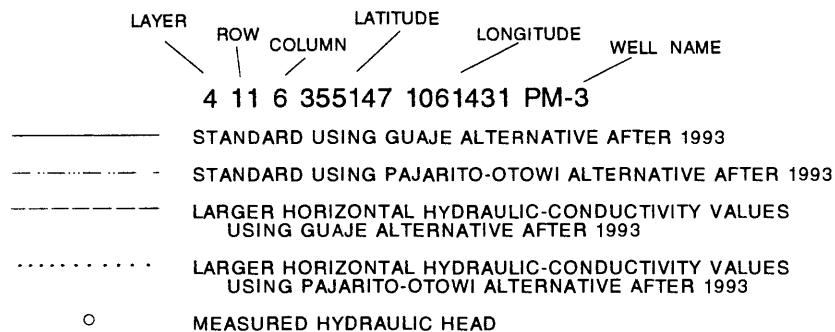 LAYER ROW COLUMN LATITUDE LONGITUDE WELL NAME
4 11 6 355147 1061431 PM-3
STANDARD USING GUAJE ALTERNATIVE AFTER 1993
STANDARD USING PAJARITO-OTOWI ALTERNATIVE AFTER 1993
LARGER HORIZONTAL HYDRAULIC-CONDUCTIVITY VALUES
USING GUAJE ALTERNATIVE AFTER 1993
LARGER HORIZONTAL HYDRAULIC-CONDUCTIVITY VALUES
USING PAJARITO-OTOWI ALTERNATIVE AFTER 1993
MEASURED HYDRAULIC HEAD